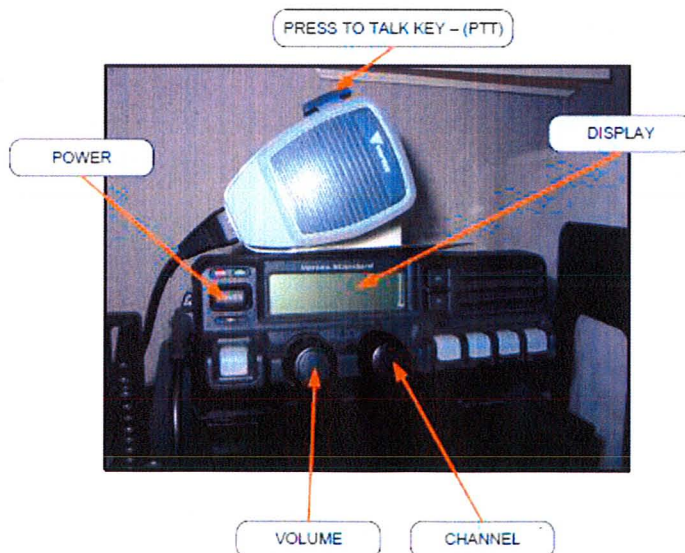 PRESS TO TALK KEY – (PTT)
DISPLAY
POWER
Vertex Standard
VOLUME
CHANNEL